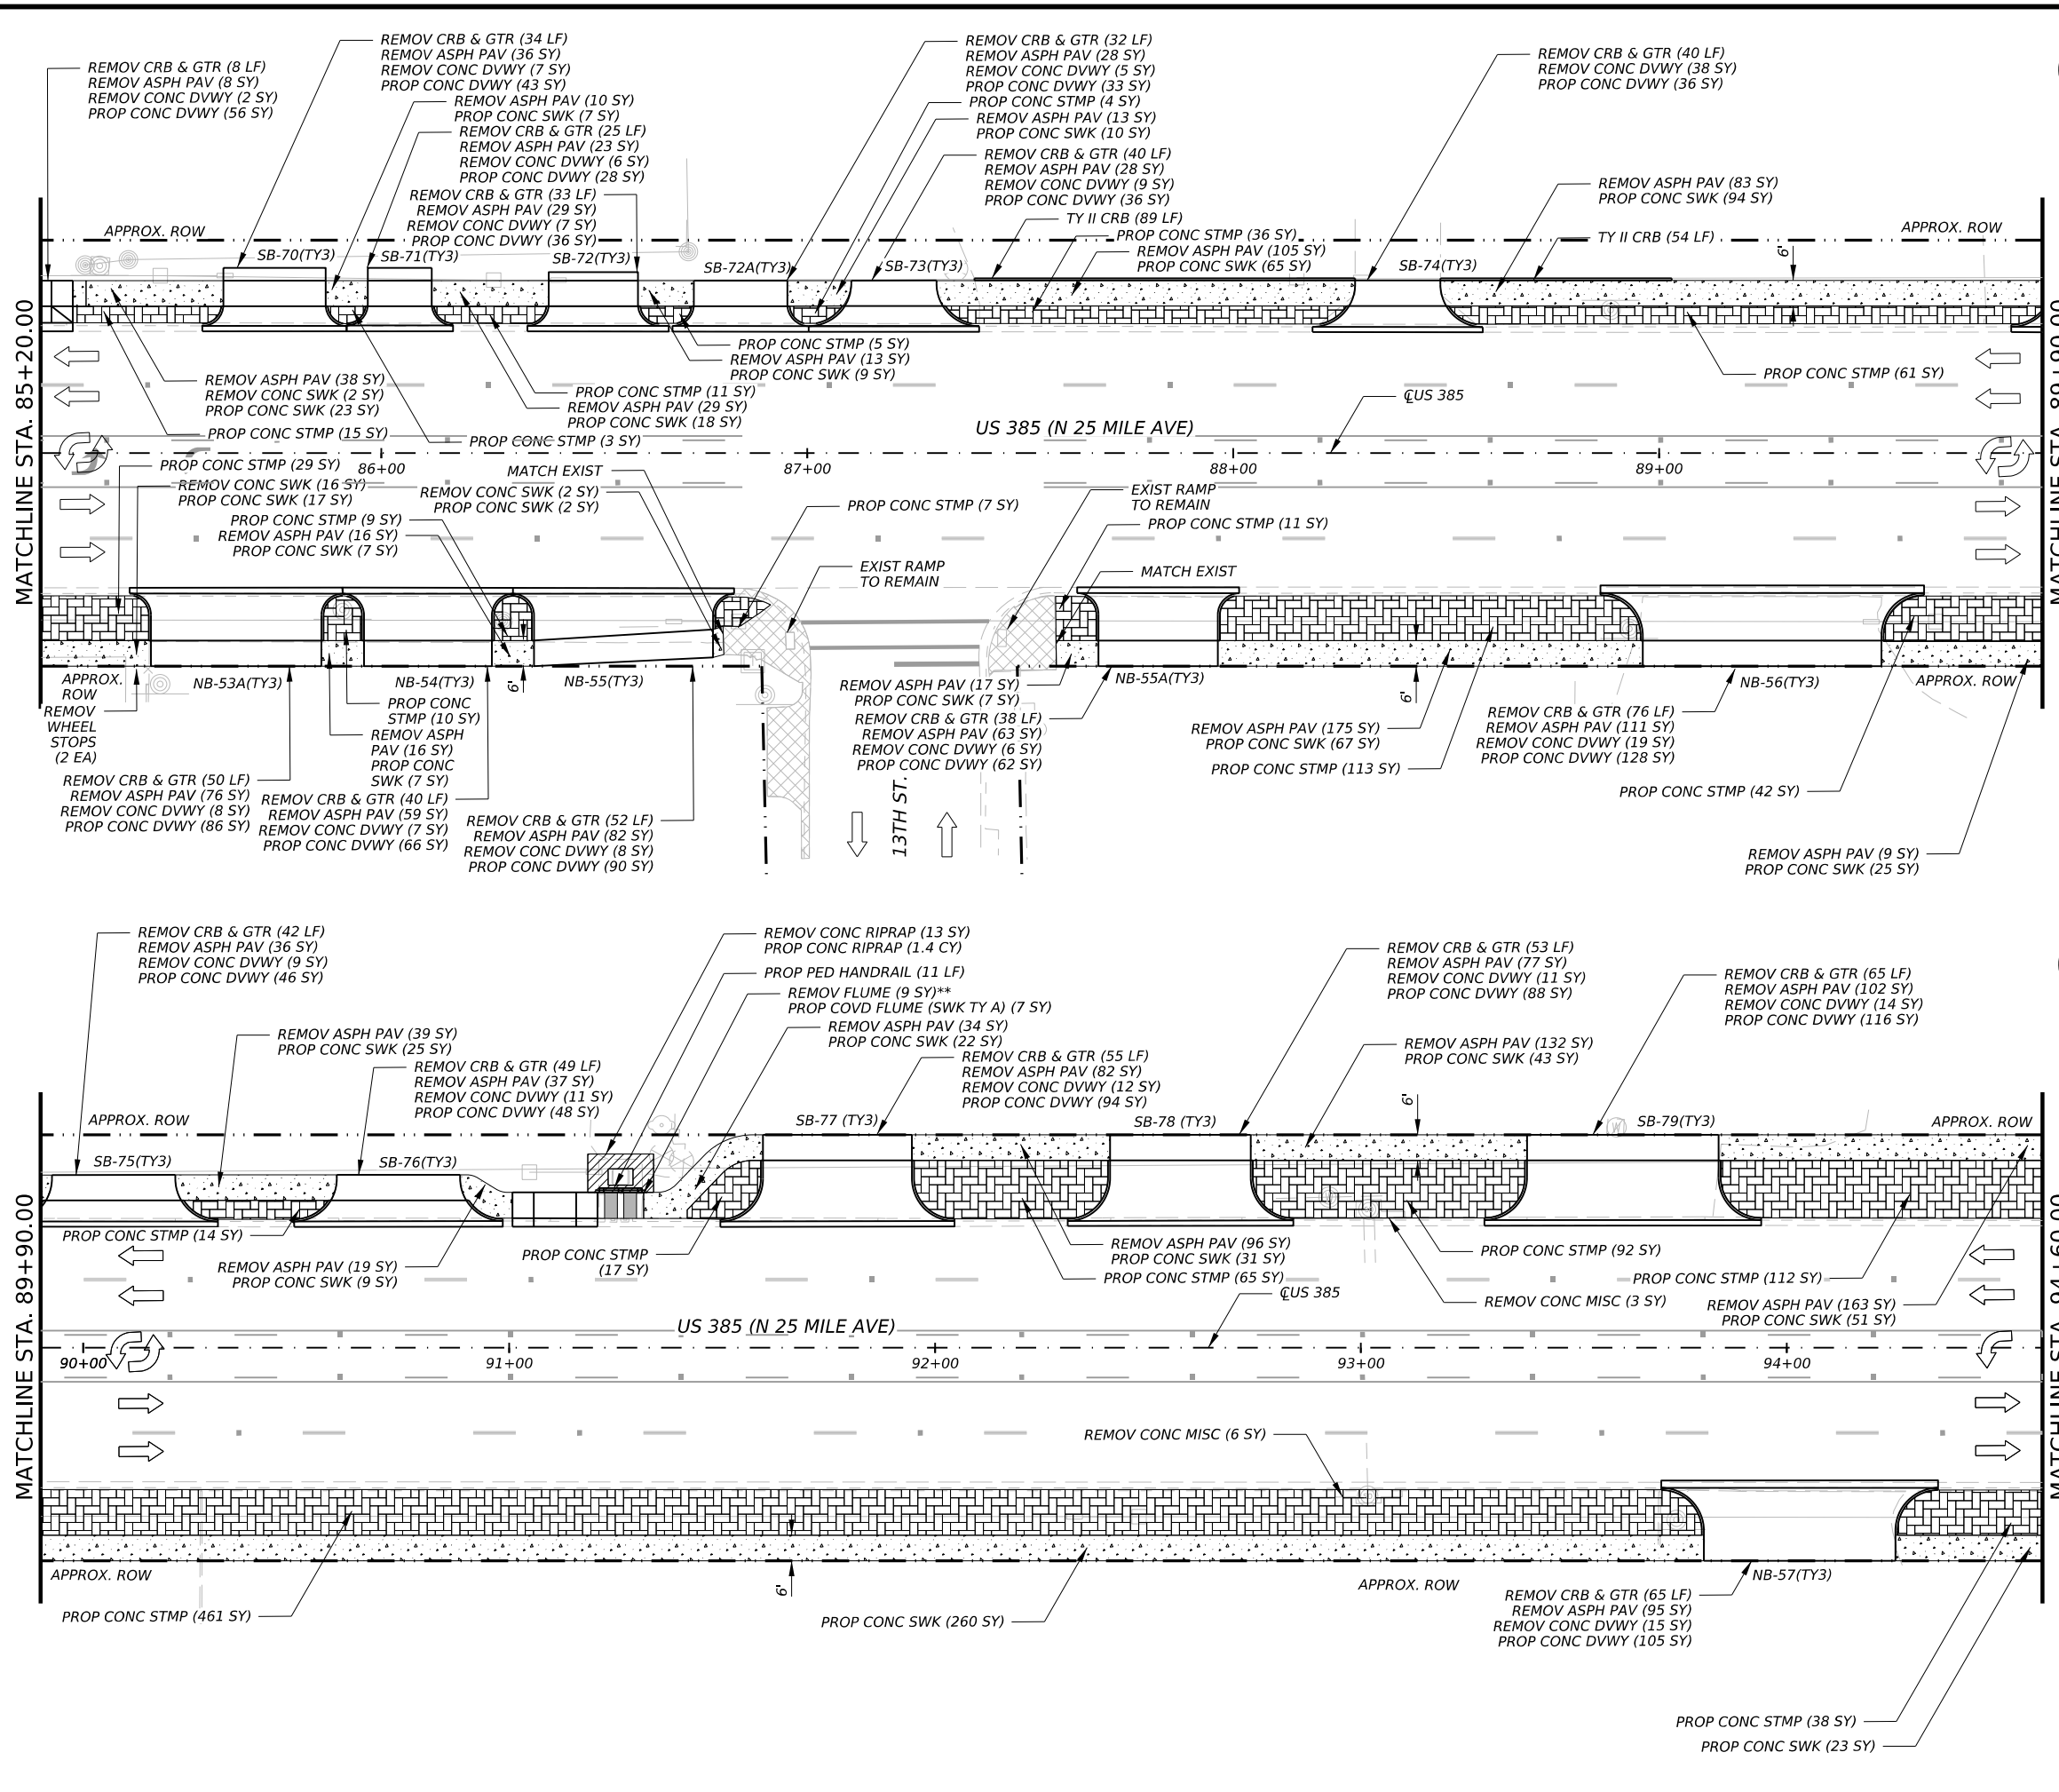 REMOV CRB & GTR (8 LF)
REMOV ASPH PAV (8 SY)
REMOV CONC DVWY (2 SY)
PROP CONC DVWY (56 SY)
REMOV CRB & GTR (34 LF)
REMOV ASPH PAV (36 SY)
REMOV CONC DVWY (7 SY)
PROP CONC DVWY (43 SY)
REMOV ASPH PAV (10 SY)
PROP CONC SWK (7 SY)
REMOV CRB & GTR (25 LF)
REMOV ASPH PAV (23 SY)
REMOV CONC DVWY (6 SY)
PROP CONC DVWY (28 SY)
REMOV CRB & GTR (33 LF)
REMOV ASPH PAV (29 SY)
REMOV CONC DVWY (7 SY)
PROP CONC DVWY (36 SY)
REMOV CRB & GTR (32 LF)
REMOV ASPH PAV (28 SY)
REMOV CONC DVWY (5 SY)
PROP CONC DVWY (33 SY)
PROP CONC STMP (4 SY)
REMOV ASPH PAV (13 SY)
PROP CONC SWK (10 SY)
REMOV CRB & GTR (40 LF)
REMOV ASPH PAV (28 SY)
REMOV CONC DVWY (9 SY)
PROP CONC DVWY (36 SY)
TY II CRB (89 LF)
PROP CONC STMP (36 SY)
REMOV ASPH PAV (105 SY)
PROP CONC SWK (65 SY)
REMOV CRB & GTR (40 LF)
REMOV CONC DVWY (38 SY)
PROP CONC DVWY (36 SY)
REMOV ASPH PAV (83 SY)
PROP CONC SWK (94 SY)
TY II CRB (54 LF)
APPROX. ROW
APPROX. ROW
6'
SB-70(TY3)
SB-71(TY3)
SB-72(TY3)
SB-72A(TY3)
SB-73(TY3)
SB-74(TY3)
MATCHLINE STA. 85+20.00
MATCHLINE STA. 89+90.00
PROP CONC STMP (5 SY)
REMOV ASPH PAV (13 SY)
PROP CONC SWK (9 SY)
PROP CONC STMP (61 SY)
REMOV ASPH PAV (38 SY)
REMOV CONC SWK (2 SY)
PROP CONC SWK (23 SY)
PROP CONC STMP (11 SY)
REMOV ASPH PAV (29 SY)
PROP CONC SWK (18 SY)
℄US 385
PROP CONC STMP (15 SY)
PROP CONC STMP (3 SY)
US 385 (N 25 MILE AVE)
86+00
87+00
88+00
89+00
PROP CONC STMP (29 SY)
REMOV CONC SWK (16 SY)
PROP CONC SWK (17 SY)
MATCH EXIST
REMOV CONC SWK (2 SY)
PROP CONC SWK (2 SY)
PROP CONC STMP (9 SY)
REMOV ASPH PAV (16 SY)
PROP CONC SWK (7 SY)
PROP CONC STMP (7 SY)
EXIST RAMP
TO REMAIN
EXIST RAMP
TO REMAIN
PROP CONC STMP (11 SY)
MATCH EXIST
APPROX.
ROW
REMOV
WHEEL
STOPS
(2 EA)
NB-53A(TY3)
NB-54(TY3)
6'
NB-55(TY3)
NB-55A(TY3)
6'
NB-56(TY3)
APPROX. ROW
PROP CONC
STMP (10 SY)
REMOV ASPH
PAV (16 SY)
PROP CONC
SWK (7 SY)
REMOV CRB & GTR (50 LF)
REMOV ASPH PAV (76 SY)
REMOV CONC DVWY (8 SY)
PROP CONC DVWY (86 SY)
REMOV CRB & GTR (40 LF)
REMOV ASPH PAV (59 SY)
REMOV CONC DVWY (7 SY)
PROP CONC DVWY (66 SY)
REMOV CRB & GTR (52 LF)
REMOV ASPH PAV (82 SY)
REMOV CONC DVWY (8 SY)
PROP CONC DVWY (90 SY)
REMOV ASPH PAV (17 SY)
PROP CONC SWK (7 SY)
REMOV CRB & GTR (38 LF)
REMOV ASPH PAV (63 SY)
REMOV CONC DVWY (6 SY)
PROP CONC DVWY (62 SY)
13TH ST.
REMOV ASPH PAV (175 SY)
PROP CONC SWK (67 SY)
PROP CONC STMP (113 SY)
REMOV CRB & GTR (76 LF)
REMOV ASPH PAV (111 SY)
REMOV CONC DVWY (19 SY)
PROP CONC DVWY (128 SY)
PROP CONC STMP (42 SY)
REMOV ASPH PAV (9 SY)
PROP CONC SWK (25 SY)
REMOV CRB & GTR (42 LF)
REMOV ASPH PAV (36 SY)
REMOV CONC DVWY (9 SY)
PROP CONC DVWY (46 SY)
REMOV ASPH PAV (39 SY)
PROP CONC SWK (25 SY)
REMOV CRB & GTR (49 LF)
REMOV ASPH PAV (37 SY)
REMOV CONC DVWY (11 SY)
PROP CONC DVWY (48 SY)
REMOV CONC RIPRAP (13 SY)
PROP CONC RIPRAP (1.4 CY)
PROP PED HANDRAIL (11 LF)
REMOV FLUME (9 SY)**
PROP COVD FLUME (SWK TY A) (7 SY)
REMOV ASPH PAV (34 SY)
PROP CONC SWK (22 SY)
REMOV CRB & GTR (55 LF)
REMOV ASPH PAV (82 SY)
REMOV CONC DVWY (12 SY)
PROP CONC DVWY (94 SY)
REMOV CRB & GTR (53 LF)
REMOV ASPH PAV (77 SY)
REMOV CONC DVWY (11 SY)
PROP CONC DVWY (88 SY)
REMOV ASPH PAV (132 SY)
PROP CONC SWK (43 SY)
REMOV CRB & GTR (65 LF)
REMOV ASPH PAV (102 SY)
REMOV CONC DVWY (14 SY)
PROP CONC DVWY (116 SY)
APPROX. ROW
SB-75(TY3)
SB-76(TY3)
SB-77 (TY3)
SB-78 (TY3)
6'
SB-79(TY3)
APPROX. ROW
MATCHLINE STA. 89+90.00
MATCHLINE STA. 94+60.00
PROP CONC STMP (14 SY)
REMOV ASPH PAV (19 SY)
PROP CONC SWK (9 SY)
PROP CONC STMP
(17 SY)
REMOV ASPH PAV (96 SY)
PROP CONC SWK (31 SY)
PROP CONC STMP (65 SY)
℄US 385
PROP CONC STMP (92 SY)
REMOV CONC MISC (3 SY)
PROP CONC STMP (112 SY)
REMOV ASPH PAV (163 SY)
PROP CONC SWK (51 SY)
US 385 (N 25 MILE AVE)
90+00
91+00
92+00
93+00
94+00
REMOV CONC MISC (6 SY)
APPROX. ROW
6'
APPROX. ROW
NB-57(TY3)
PROP CONC STMP (461 SY)
PROP CONC SWK (260 SY)
REMOV CRB & GTR (65 LF)
REMOV ASPH PAV (95 SY)
REMOV CONC DVWY (15 SY)
PROP CONC DVWY (105 SY)
PROP CONC STMP (38 SY)
PROP CONC SWK (23 SY)